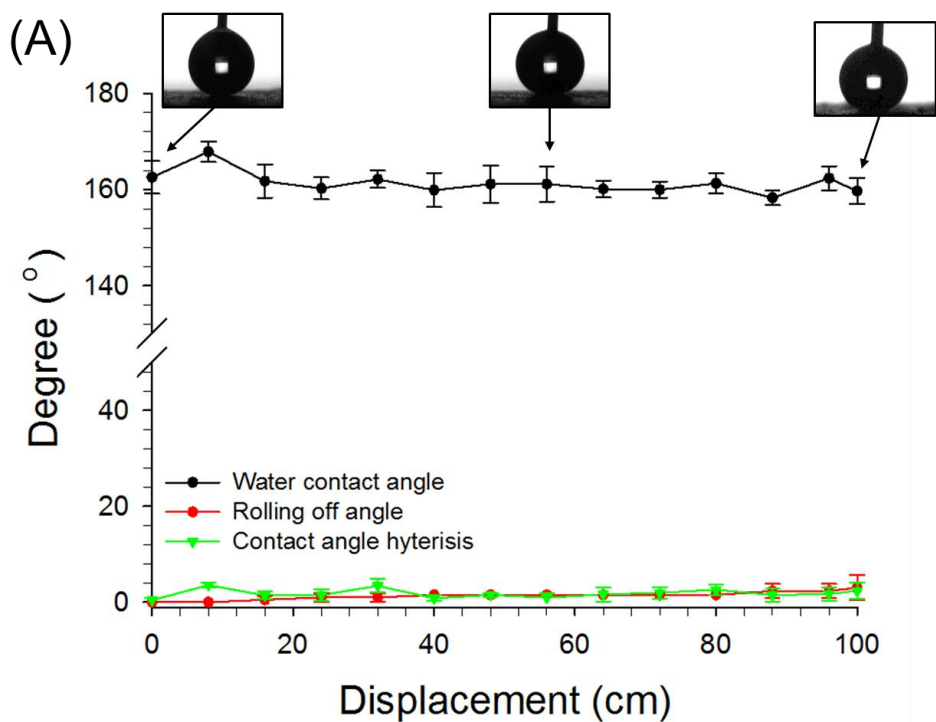 (A)
180
160
140
40
20
0
Degree ( ° )
Water contact angle
Rolling off angle
Contact angle hyterisis
0 20 40 60 80 100
Displacement (cm)